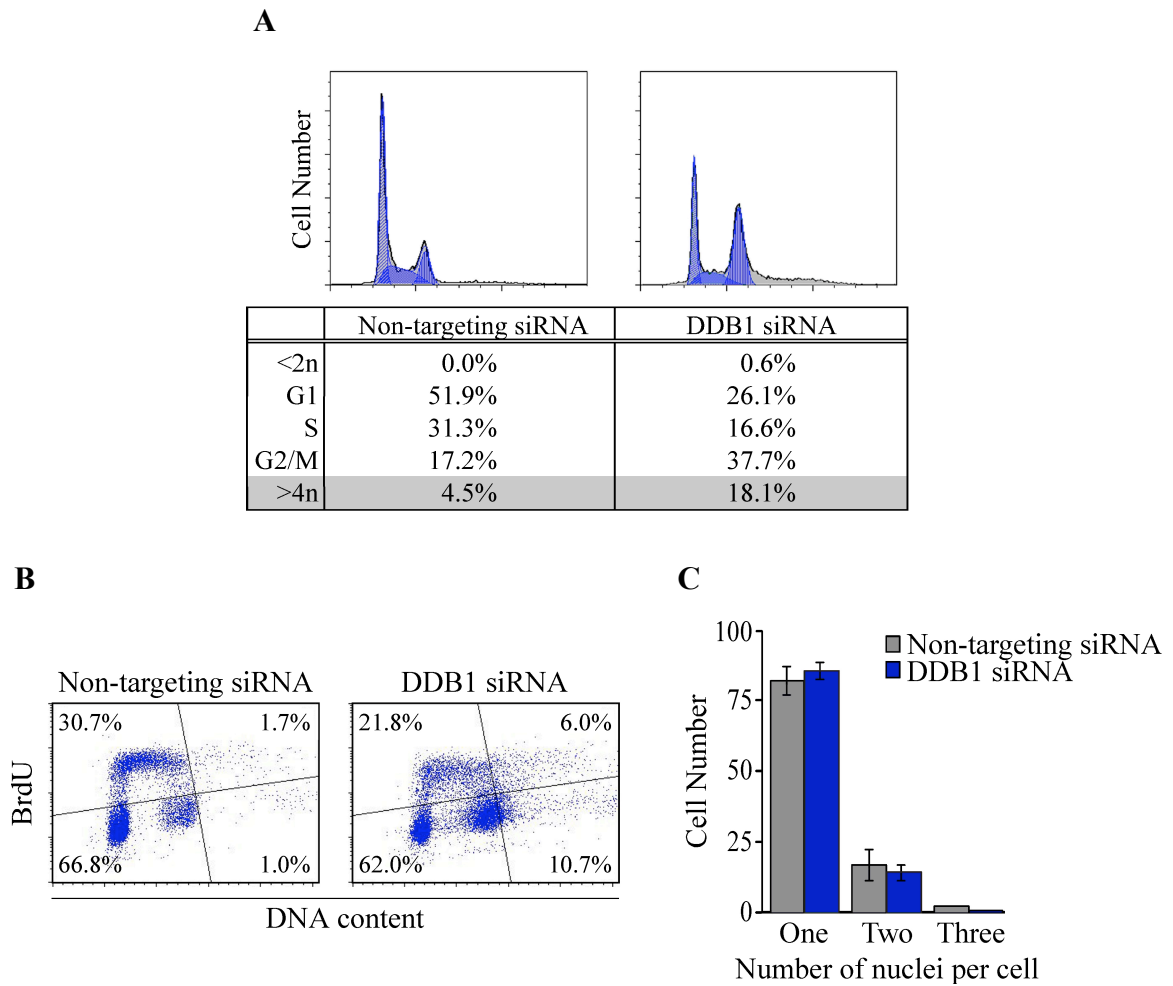 A
Cell Number
Non-targeting siRNA DDB1 siRNA
<2n 0.0% 0.6%
G1 51.9% 26.1%
S 31.3% 16.6%
G2/M 17.2% 37.7%
>4n 4.5% 18.1%
B
Non-targeting siRNA DDB1 siRNA
30.7% 1.7% 21.8% 6.0%
BrdU
66.8% 1.0% 62.0% 10.7%
DNA content
C
Non-targeting siRNA
DDB1 siRNA
Cell Number
100
75
50
25
0
One Two Three
Number of nuclei per cell